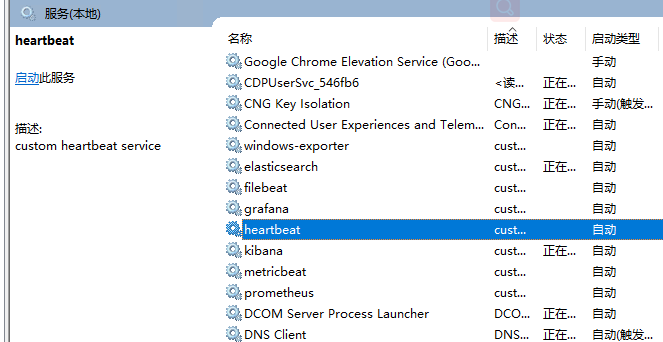 服务(本地)
heartbeat
启动此服务
描述:
custom heartbeat service
名称 描述 状态 启动类型
Google Chrome Elevation Service (Goo... 手动
CDPUserSvc_546fb6 <读... 正在... 自动
CNG Key Isolation CNG... 正在... 手动(触发...
Connected User Experiences and Telem... Con... 正在... 自动
windows-exporter cust... 自动
elasticsearch cust... 正在... 自动
filebeat cust... 自动
grafana cust... 自动
heartbeat cust... 自动
kibana cust... 正在... 自动
metricbeat cust... 自动
prometheus cust... 自动
DCOM Server Process Launcher DCO... 正在... 自动
DNS Client DNS... 正在... 自动(触发...